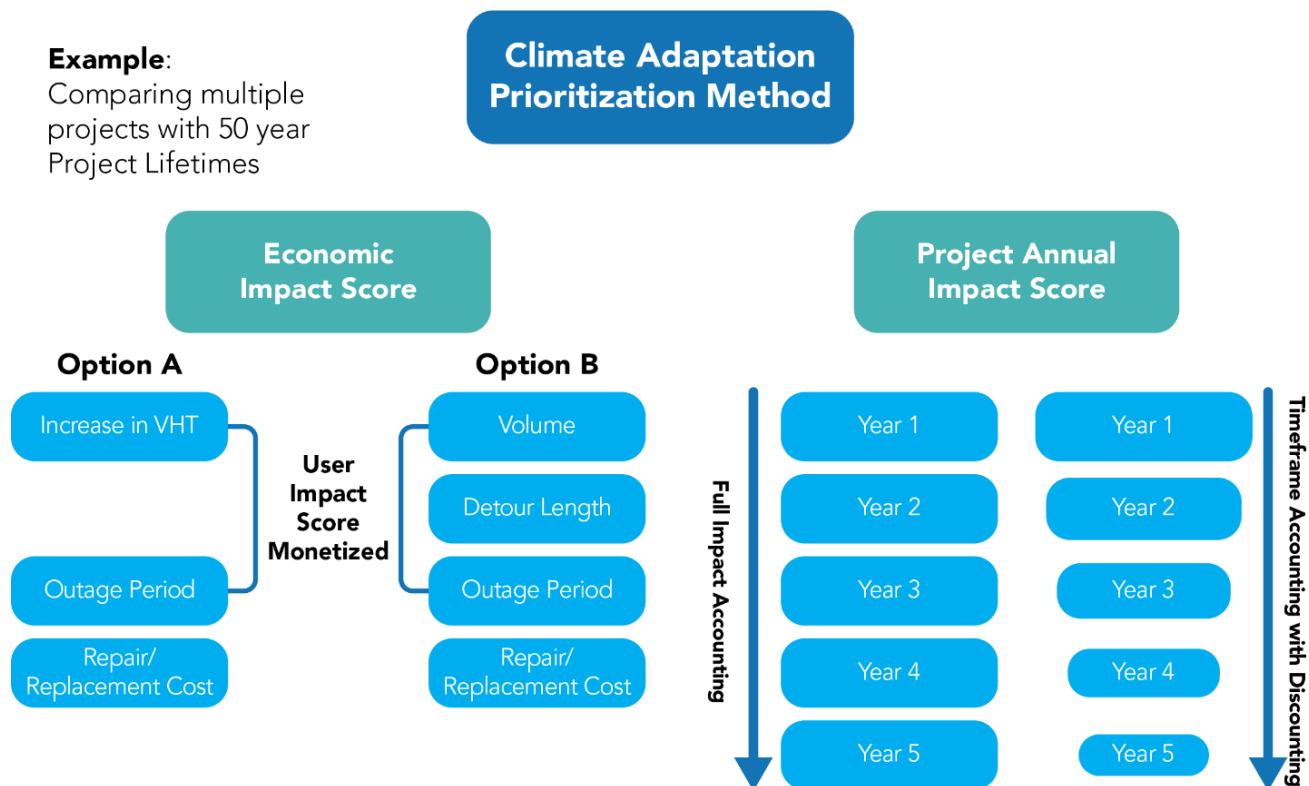 Climate Adaptation
Prioritization Method
Example:
Comparing multiple
projects with 50 year
Project Lifetimes
Economic
Impact Score
Option A
Increase in VHT
Outage Period
Repair/
Replacement Cost
User
Impact
Score
Monetized
Option B
Volume
Detour Length
Outage Period
Repair/
Replacement Cost
Project Annual
Impact Score
Full Impact Accounting
Year 1
Year 2
Year 3
Year 4
Year 5
Year 1
Year 2
Year 3
Year 4
Year 5
Timeframe Accounting with Discounting